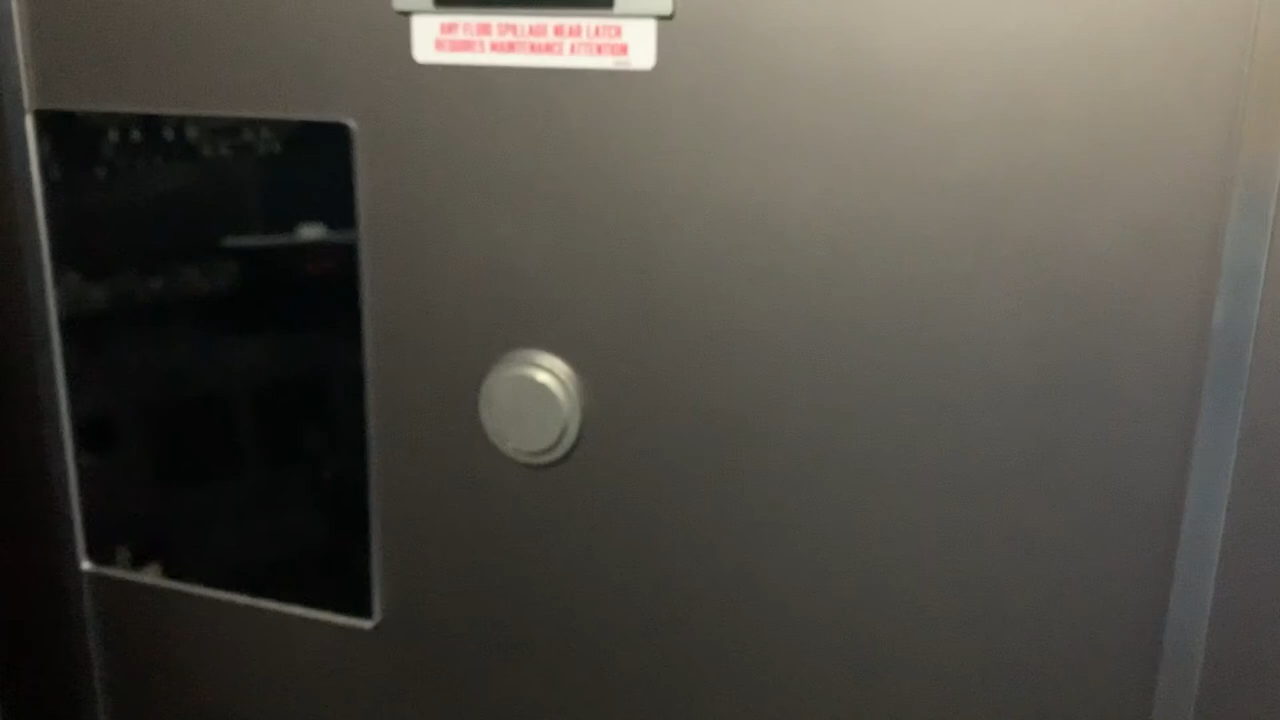 ANY FLUID SPILLAGE NEAR LATCH
REQUIRES MAINTENANCE ATTENTION